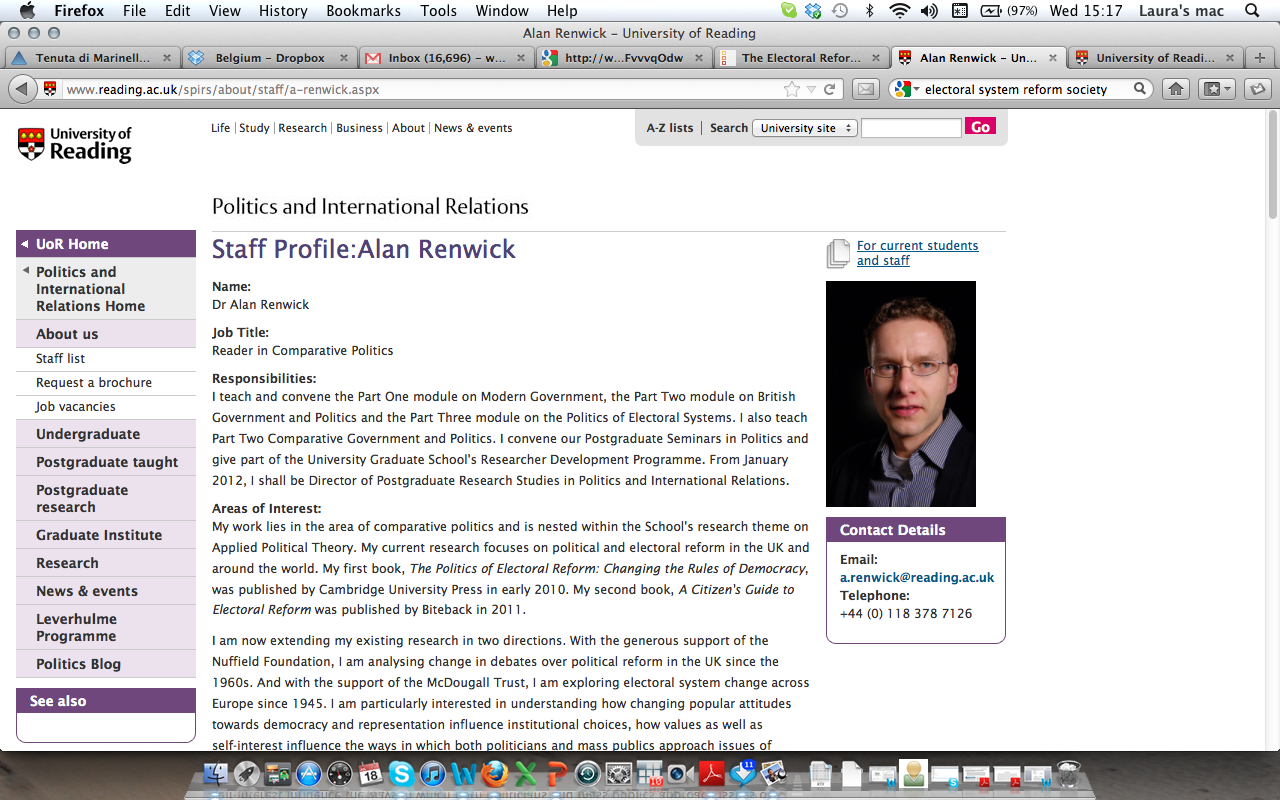 Firefox File Edit View History Bookmarks Tools Window Help (97%) Wed 15:17 Laura's mac
Alan Renwick – University of Reading
Tenuta di Marinell... Belgium – Dropbox Inbox (16,696) – w... http://w...FvvvqOdw The Electoral Refor... Alan Renwick – Un... University of Readi...
www.reading.ac.uk/spirs/about/staff/a-renwick.aspx electoral system reform society
University of
Reading
Life | Study | Research | Business | About | News & events
A-Z lists | Search University site Go
Politics and International Relations
UoR Home
Politics and
International
Relations Home
About us
Staff list
Request a brochure
Job vacancies
Undergraduate
Postgraduate taught
Postgraduate
research
Graduate Institute
Research
News & events
Leverhulme
Programme
Politics Blog
See also
Staff Profile:Alan Renwick
Name:
Dr Alan Renwick
Job Title:
Reader in Comparative Politics
Responsibilities:
I teach and convene the Part One module on Modern Government, the Part Two module on British
Government and Politics and the Part Three module on the Politics of Electoral Systems. I also teach
Part Two Comparative Government and Politics. I convene our Postgraduate Seminars in Politics and
give part of the University Graduate School's Researcher Development Programme. From January
2012, I shall be Director of Postgraduate Research Studies in Politics and International Relations.
Areas of Interest:
My work lies in the area of comparative politics and is nested within the School's research theme on
Applied Political Theory. My current research focuses on political and electoral reform in the UK and
around the world. My first book, The Politics of Electoral Reform: Changing the Rules of Democracy,
was published by Cambridge University Press in early 2010. My second book, A Citizen's Guide to
Electoral Reform was published by Biteback in 2011.
I am now extending my existing research in two directions. With the generous support of the
Nuffield Foundation, I am analysing change in debates over political reform in the UK since the
1960s. And with the support of the McDougall Trust, I am exploring electoral system change across
Europe since 1945. I am particularly interested in understanding how changing popular attitudes
towards democracy and representation influence institutional choices, how values as well as
self-interest influence the ways in which both politicians and mass publics approach issues of
For current students
and staff
Contact Details
Email:
a.renwick@reading.ac.uk
Telephone:
+44 (0) 118 378 7126
18
11